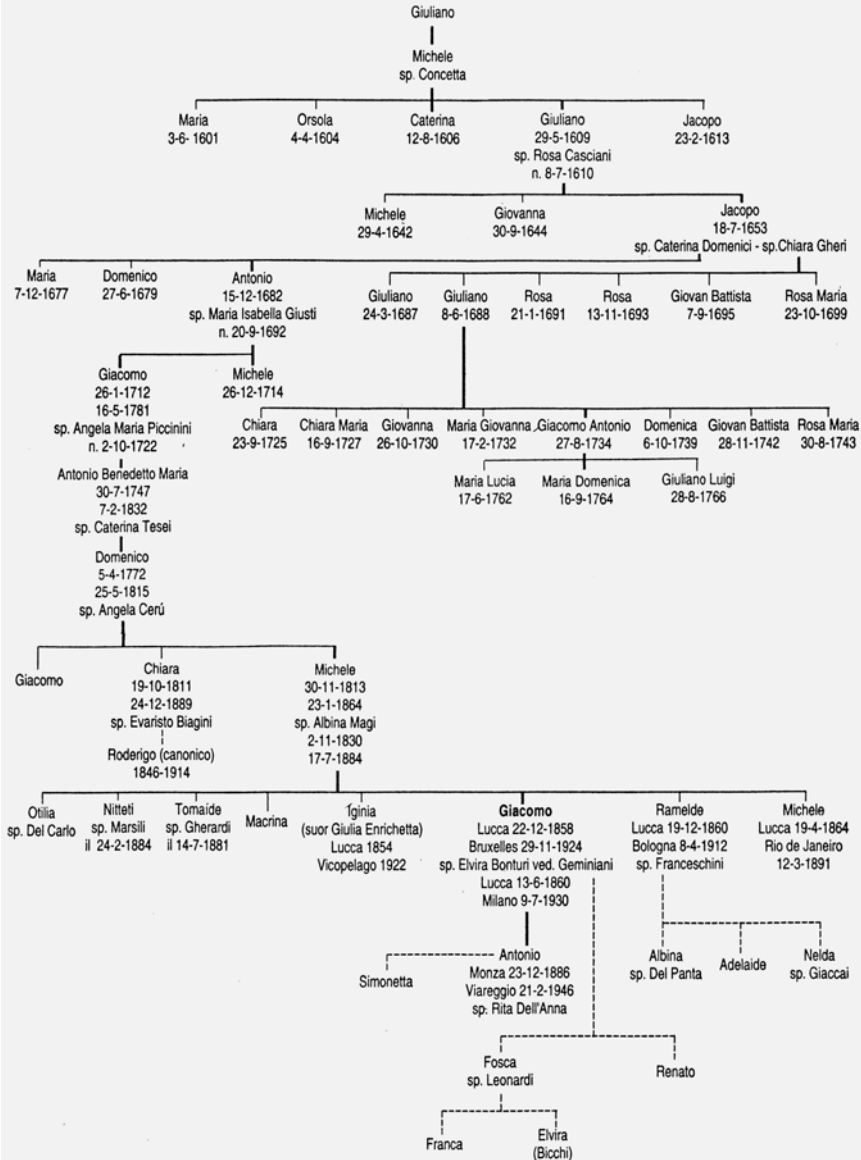 Giuliano
Michele
sp. Concetta
Maria
3-6- 1601
Orsola
4-4-1604
Caterina
12-8-1606
Giuliano
29-5-1609
sp. Rosa Casciani
n. 8-7-1610
Jacopo
23-2-1613
Michele
29-4-1642
Giovanna
30-9-1644
Jacopo
18-7-1653
sp. Caterina Domenici - sp.Chiara Gheri
Maria
7-12-1677
Domenico
27-6-1679
Antonio
15-12-1682
sp. Maria Isabella Giusti
n. 20-9-1692
Giuliano
24-3-1687
Giuliano
8-6-1688
Rosa
21-1-1691
Rosa
13-11-1693
Giovan Battista
7-9-1695
Rosa Maria
23-10-1699
Giacomo
26-1-1712
16-5-1781
sp. Angela Maria Piccinini
n. 2-10-1722
Michele
26-12-1714
Chiara
23-9-1725
Chiara Maria
16-9-1727
Giovanna
26-10-1730
Maria Giovanna
17-2-1732
Giacomo Antonio
27-8-1734
Domenica
6-10-1739
Giovan Battista
28-11-1742
Rosa Maria
30-8-1743
Antonio Benedetto Maria
30-7-1747
7-2-1832
sp. Caterina Tesei
Maria Lucia
17-6-1762
Maria Domenica
16-9-1764
Giuliano Luigi
28-8-1766
Domenico
5-4-1772
25-5-1815
sp. Angela Cerú
Giacomo
Chiara
19-10-1811
24-12-1889
sp. Evaristo Biagini
Roderigo (canonico)
1846-1914
Michele
30-11-1813
23-1-1864
sp. Albina Magi
2-11-1830
17-7-1884
Otilia
sp. Del Carlo
Nitteti
sp. Marsili
il 24-2-1884
Tomaide
sp. Gherardi
il 14-7-1881
Macrina
Iginia
(suor Giulia Enrichetta)
Lucca 1854
Vicopelago 1922
Giacomo
Lucca 22-12-1858
Bruxelles 29-11-1924
sp. Elvira Bonturi ved. Geminiani
Lucca 13-6-1860
Milano 9-7-1930
Ramelde
Lucca 19-12-1860
Bologna 8-4-1912
sp. Franceschini
Michele
Lucca 19-4-1864
Rio de Janeiro
12-3-1891
Simonetta
Antonio
Monza 23-12-1886
Viareggio 21-2-1946
sp. Rita Dell'Anna
Albina
sp. Del Panta
Adelaide
Nelda
sp. Giaccai
Fosca
sp. Leonardi
Renato
Franca
Elvira
(Bicchi)